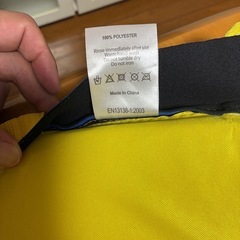 100% POLYESTER
Rinse immediately after use
Warm hand wash
Do not tumble dry
Do not iron
Made In China
EN13138-1:2003